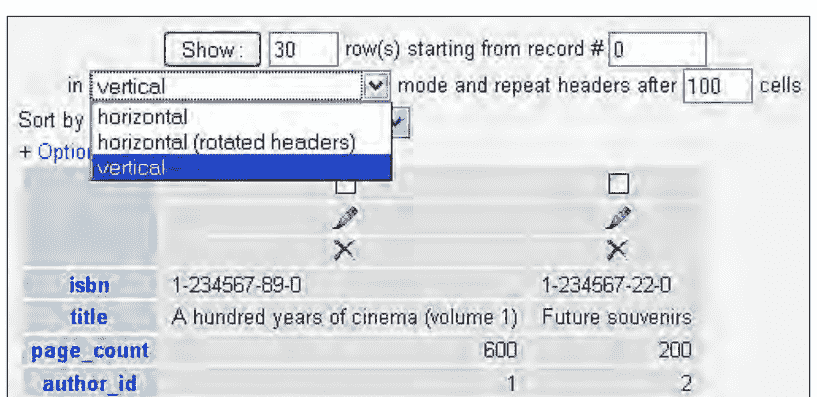 Show : 30 row(s) starting from record # 0
in vertical mode and repeat headers after 100 cells
Sort by
horizontal
horizontal (rotated headers)
+ Option
vertical
isbn 1-234567-89-0 1-234567-22-0
title A hundred years of cinema (volume 1) Future souvenirs
page_count 600 200
author_id 1 2